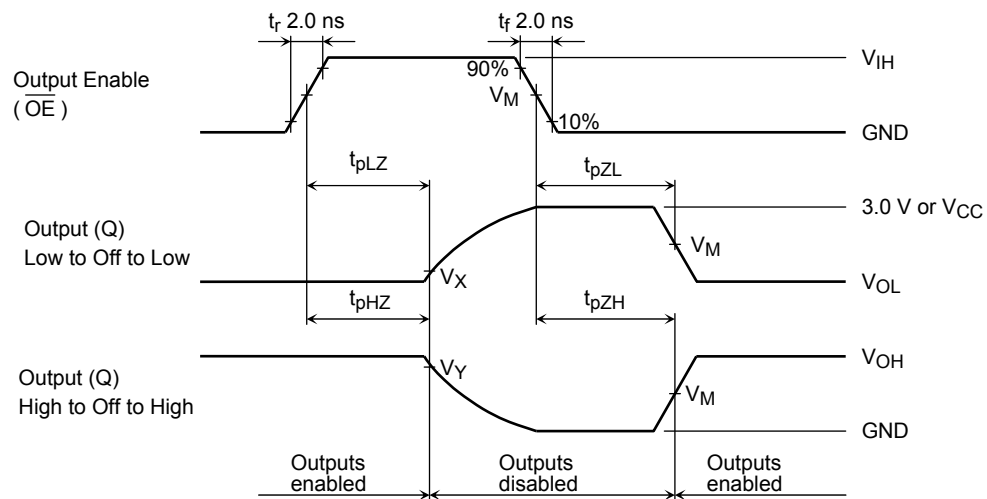 tr 2.0 ns
tf 2.0 ns
Output Enable
( OE )
90%
VM
10%
VIH
GND
tpLZ
tpZL
Output (Q)
Low to Off to Low
3.0 V or VCC
VX
VM
VOL
tpHZ
tpZH
Output (Q)
High to Off to High
VY
VM
VOH
GND
Outputs
enabled
Outputs
disabled
Outputs
enabled